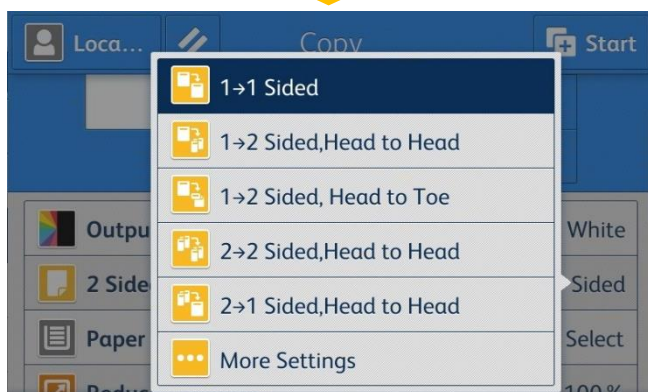 Loca...
Copy
Start
1→1 Sided
1→2 Sided,Head to Head
1→2 Sided, Head to Toe
Outpu
White
2→2 Sided,Head to Head
2 Side
Sided
2→1 Sided,Head to Head
Paper
Select
More Settings
100 %